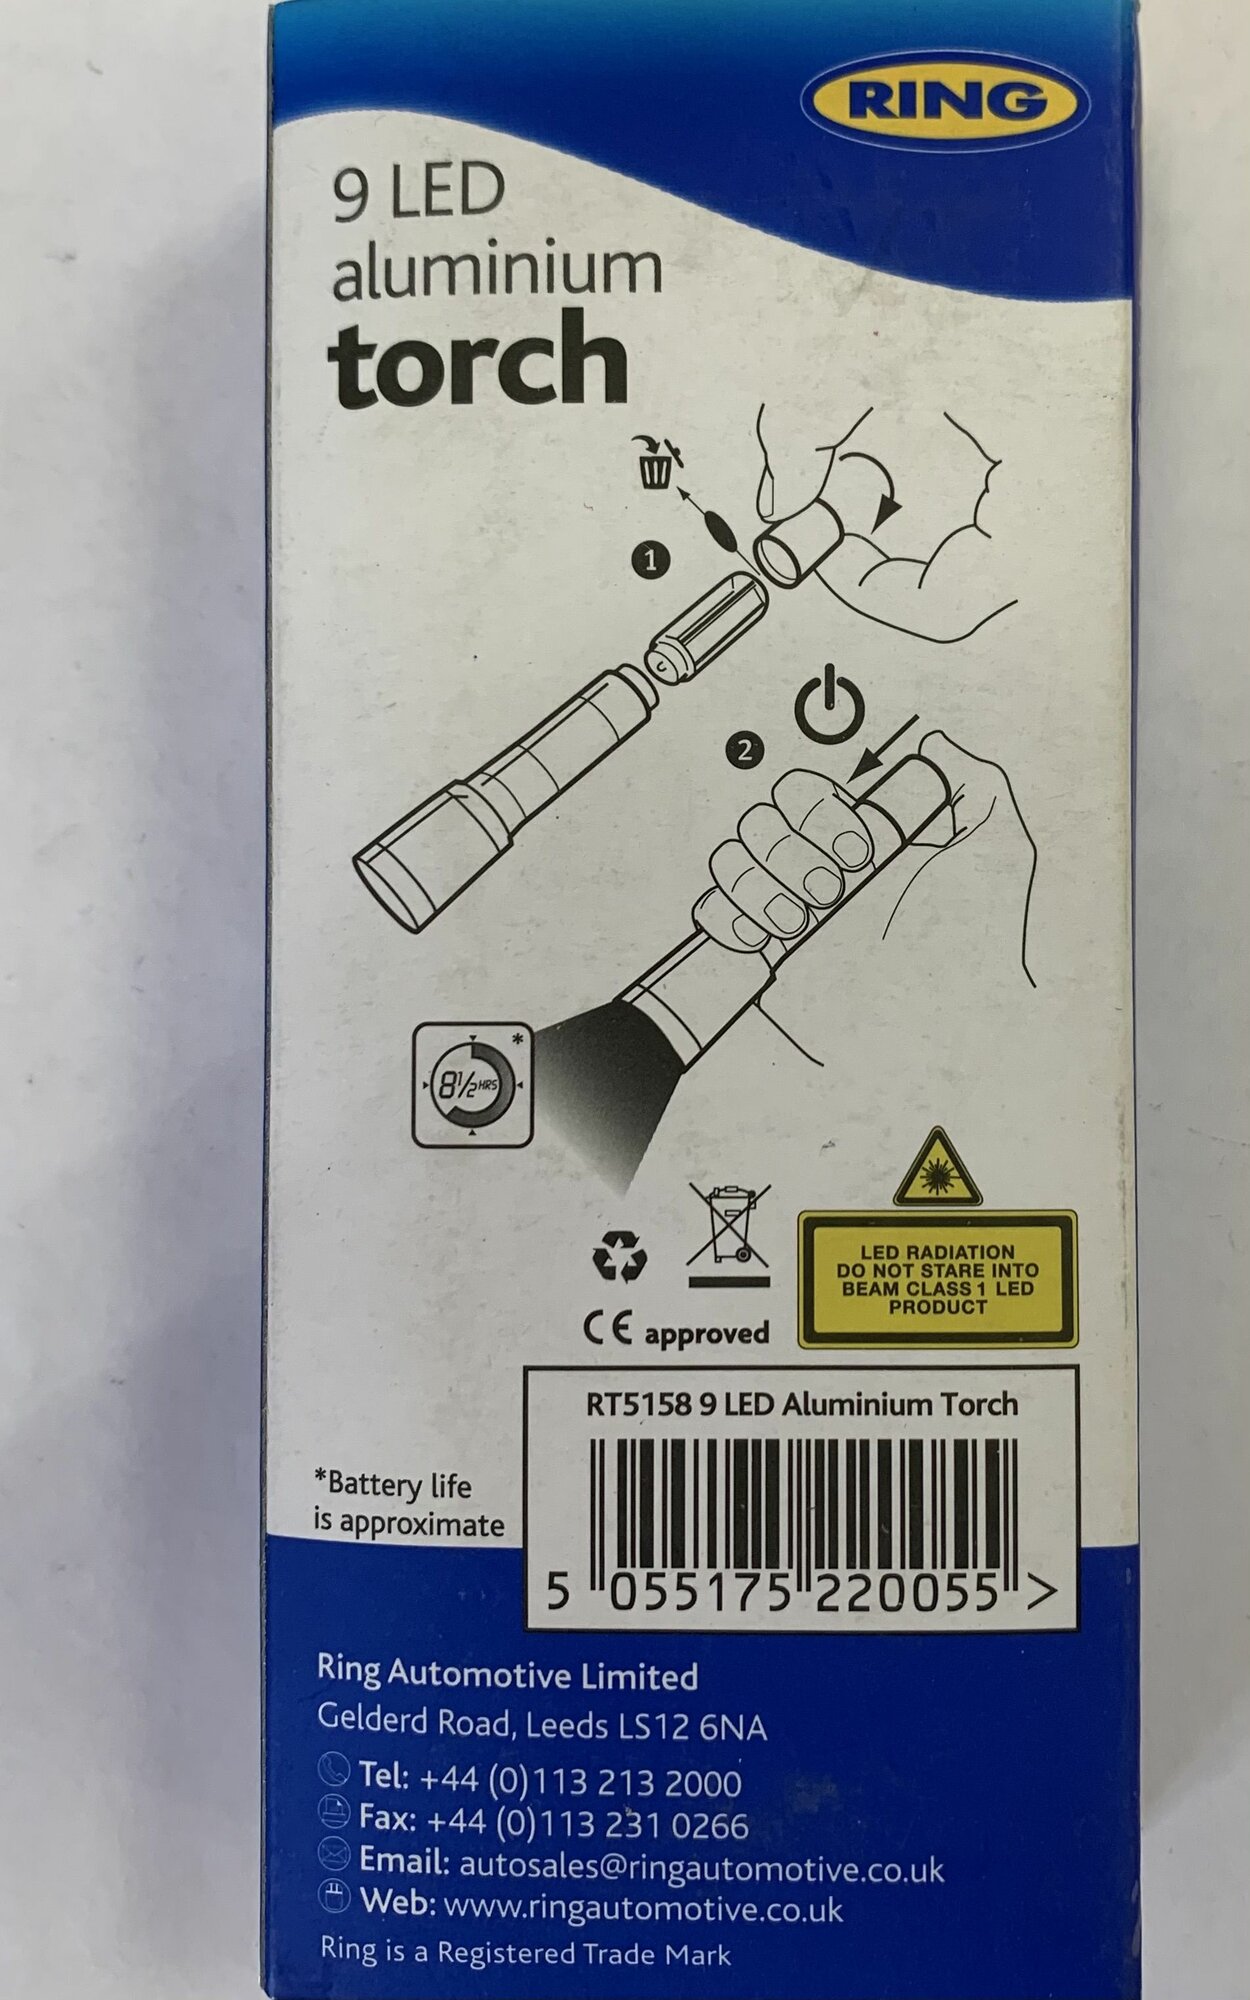 RING
9 LED
aluminium
torch
1
2
8½HRS
*
LED RADIATION
DO NOT STARE INTO
BEAM CLASS 1 LED
PRODUCT
CE approved
RT5158 9 LED Aluminium Torch
*Battery life
is approximate
5 055175 220055 >
Ring Automotive Limited
Gelderd Road, Leeds LS12 6NA
Tel: +44 (0)113 213 2000
Fax: +44 (0)113 231 0266
Email: autosales@ringautomotive.co.uk
Web: www.ringautomotive.co.uk
Ring is a Registered Trade Mark